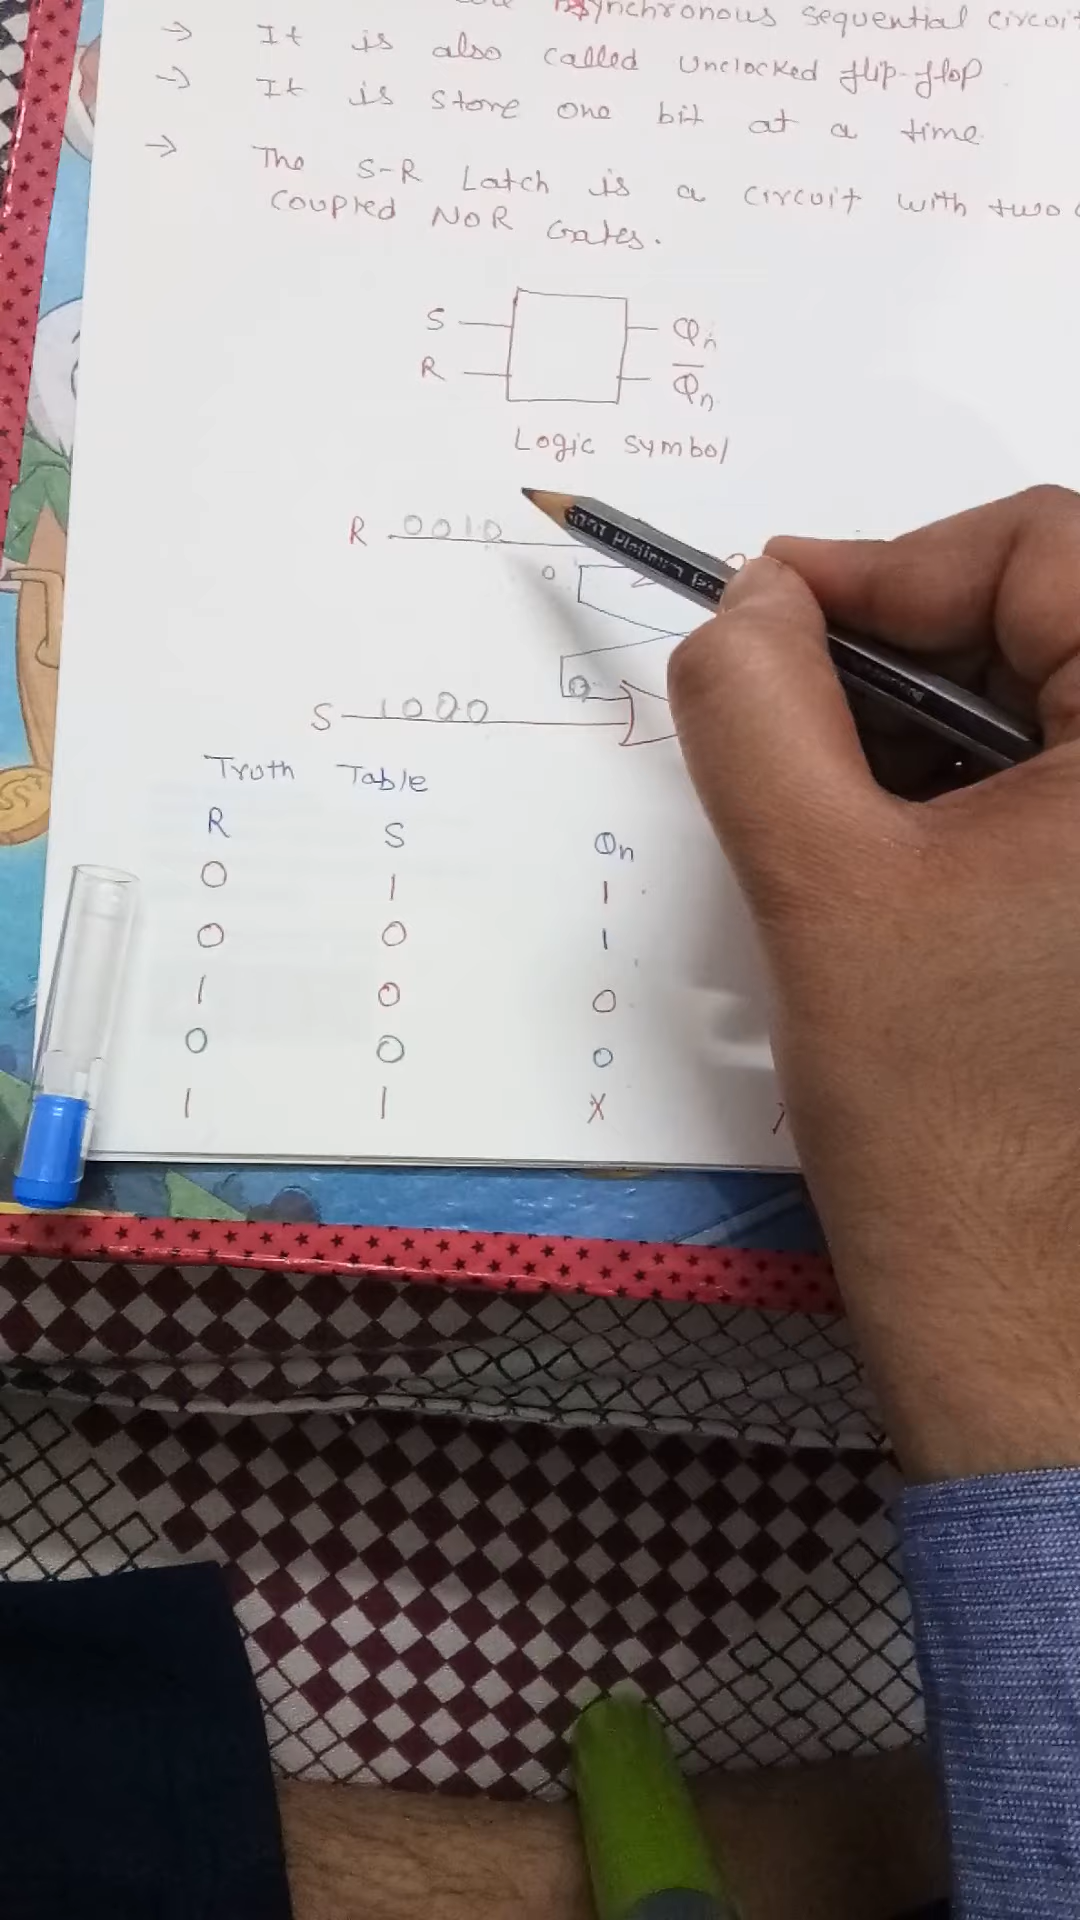 Asynchronous sequential circuit
→ It is also called Unclocked flip-flop
→ It is store one bit at a time.
→ The S-R Latch is a circuit with two
coupled NOR Gates.
S Qn
R Q̅n
Logic symbol
R 0010
0
0
S 1000
Truth Table
R S Qn
0 1 1
0 0 1
1 0 0
0 0 0
1 1 X